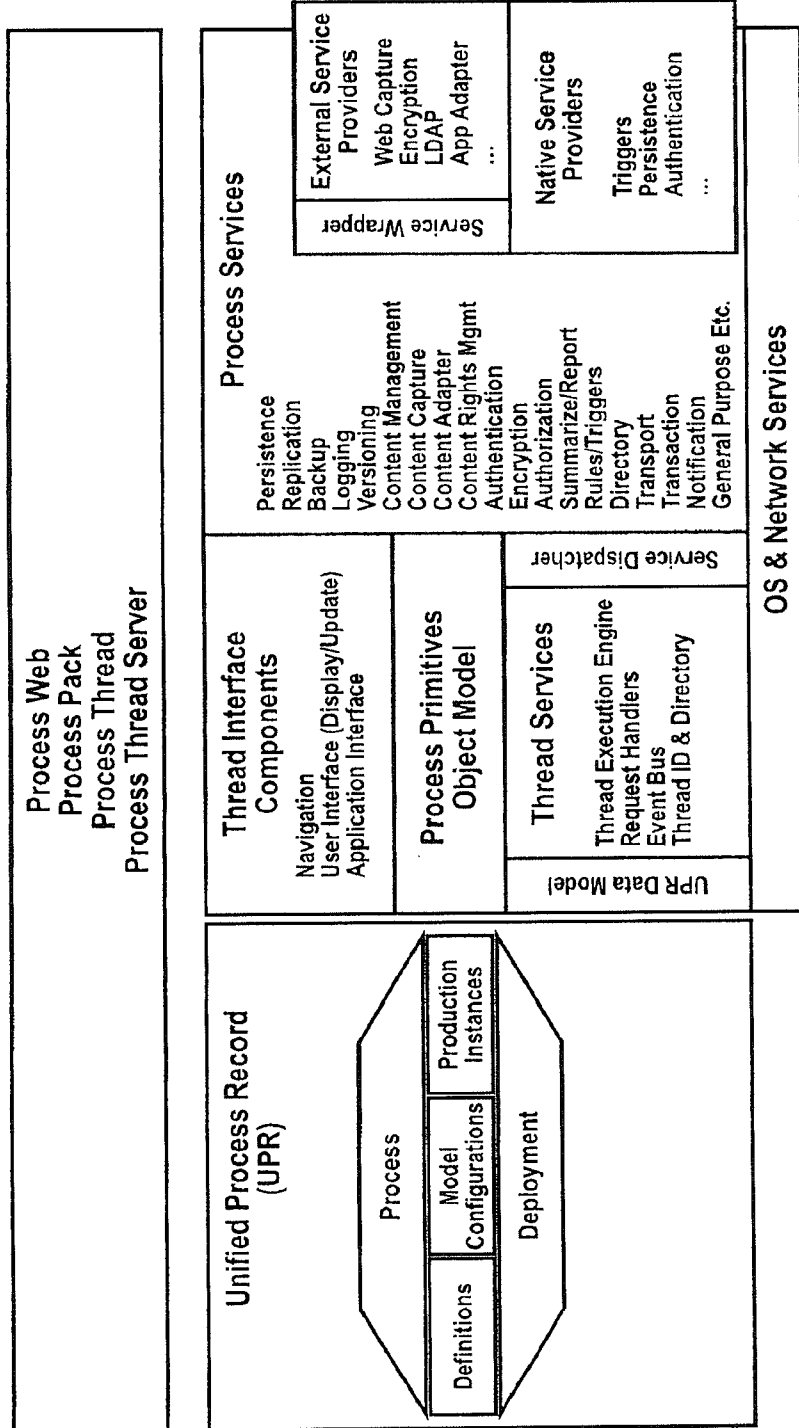 Process Web
Process Pack
Process Thread
Process Thread Server
Unified Process Record
(UPR)
Process
Definitions
Model
Configurations
Production
Instances
Deployment
Thread Interface
Components
Navigation
User Interface (Display/Update)
Application Interface
Process Primitives
Object Model
UPR Data Model
Thread Services
Thread Execution Engine
Request Handlers
Event Bus
Thread ID & Directory
Service Dispatcher
Process Services
Persistence
Replication
Backup
Logging
Versioning
Content Management
Content Capture
Content Adapter
Content Rights Mgmt
Authentication
Encryption
Authorization
Summarize/Report
Rules/Triggers
Directory
Transport
Transaction
Notification
General Purpose Etc.
Service Wrapper
External Service
Providers
Web Capture
Encryption
LDAP
App Adapter
...
Native Service
Providers
Triggers
Persistence
Authentication
...
OS & Network Services